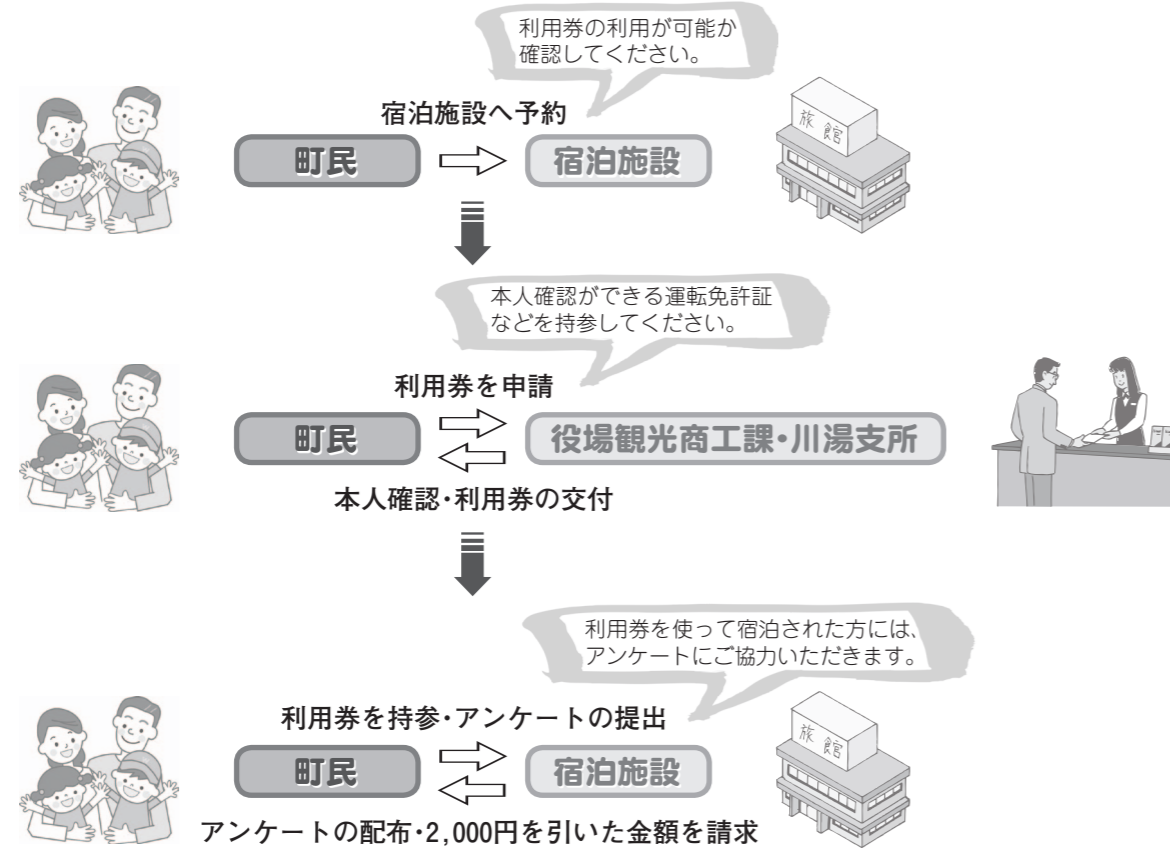 利用券の利用が可能か
確認してください。
宿泊施設へ予約
町民
宿泊施設
旅館
本人確認ができる運転免許証
などを持参してください。
利用券を申請
町民
役場観光商工課・川湯支所
本人確認・利用券の交付
利用券を使って宿泊された方には、
アンケートにご協力いただきます。
利用券を持参・アンケートの提出
町民
宿泊施設
旅館
アンケートの配布・2,000円を引いた金額を請求